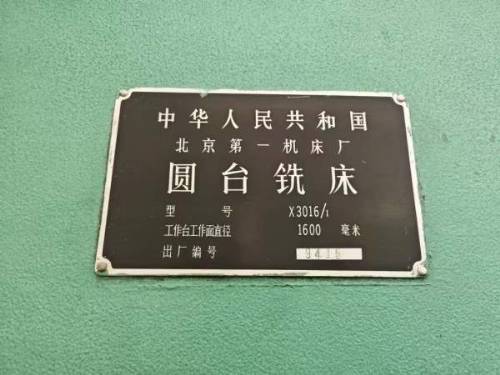 中华人民共和国
北京第一机床厂
圆台铣床
型号 X3016/1
工作台工作面直径 1600 毫米
出厂编号